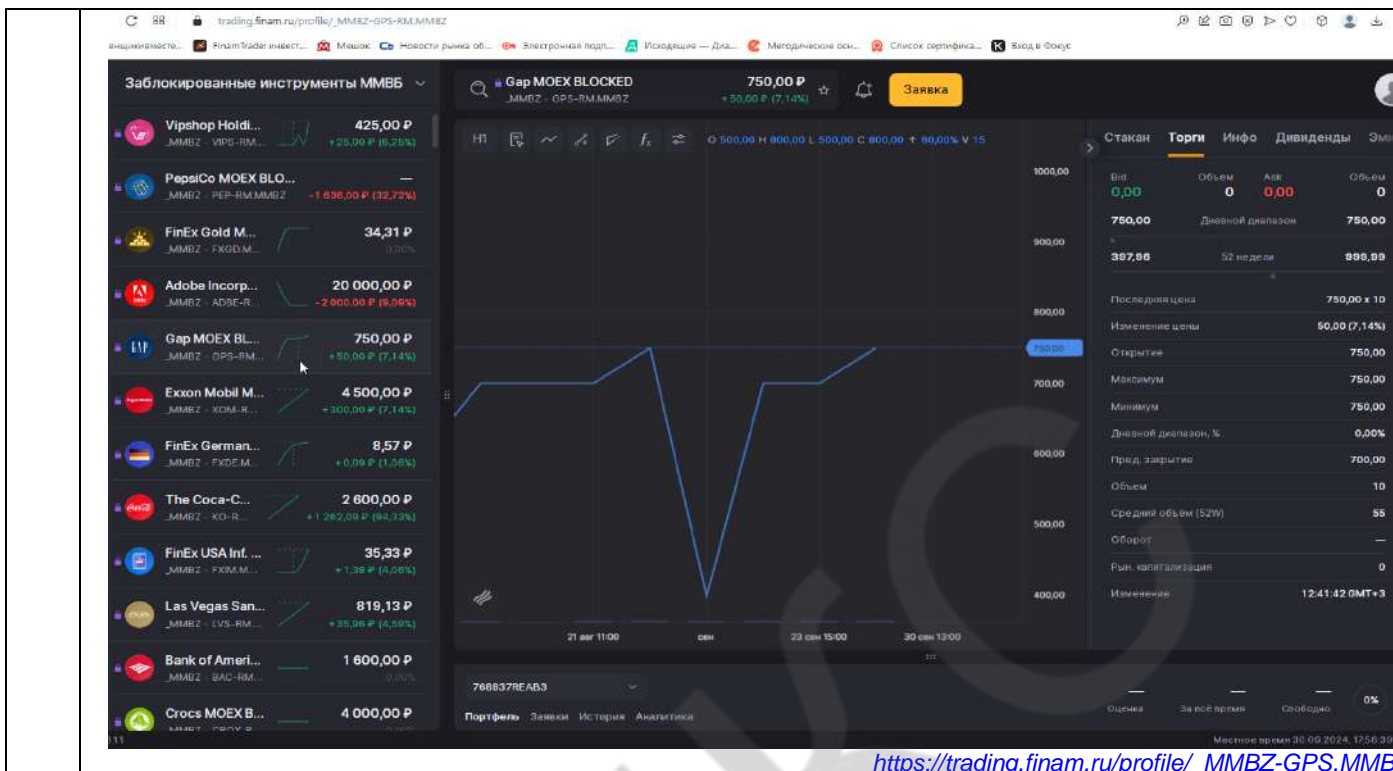 trading.finam.ru/profile/_MMBZ-GPS-RM.MMBZ
FinamTrade: инвест...
Мешок
Новости рынка об...
Электронная подп...
Исходящие — Диа...
Методические осн...
Список сертифика...
Вход в Фокус
Заблокированные инструменты ММВБ
Vipshop Holdi...
425,00 ₽
_MMBZ - VIPS-RM...
+25,00 ₽ (6,25%)
PepsiCo MOEX BLO...
—
_MMBZ - PEP-RM.MMBZ
-1 636,00 ₽ (32,72%)
FinEx Gold M...
34,31 ₽
_MMBZ - FXGD.M...
0,00%
Adobe Incorp...
20 000,00 ₽
_MMBZ - ADBE-R...
-2 000,00 ₽ (9,09%)
Gap MOEX BL...
750,00 ₽
_MMBZ - GPS-RM...
+50,00 ₽ (7,14%)
Exxon Mobil M...
4 500,00 ₽
_MMBZ - XOM-R...
+300,00 ₽ (7,14%)
FinEx German...
8,57 ₽
_MMBZ - FXDE.M...
+0,09 ₽ (1,06%)
The Coca-C...
2 600,00 ₽
_MMBZ - KO-R...
+1 262,09 ₽ (94,33%)
FinEx USA Inf. ...
35,33 ₽
_MMBZ - FXIM.M...
+1,38 ₽ (4,06%)
Las Vegas San...
819,13 ₽
_MMBZ - LVS-RM...
+35,96 ₽ (4,59%)
Bank of Ameri...
1 600,00 ₽
_MMBZ - BAC-RM...
0,00%
Crocs MOEX B...
4 000,00 ₽
Gap MOEX BLOCKED
_MMBZ - GPS-RM.MMBZ
750,00 ₽
+50,00 ₽ (7,14%)
Заявка
H1
O 500,00 H 800,00 L 500,00 C 800,00 ↑ 60,00% V 15
1000,00
900,00
800,00
750,00
700,00
600,00
500,00
400,00
21 авг 11:00
сен
23 сен 15:00
30 сен 13:00
766837REAB3
Портфель Заявки История Аналитика
Стакан Торги Инфо Дивиденды
Bid Объем Ask Объем
0,00 0 0,00 0
750,00 Дневной диапазон 750,00
52 недели
Последняя цена 750,00 x 10
Изменение цены 50,00 (7,14%)
Открытие 750,00
Максимум 750,00
Минимум 750,00
Дневной диапазон, % 0,00%
Пред. закрытие 700,00
Объем 10
Средний объем (52W) 55
Оборот —
Рын. капитализация 0
Изменение 12:41:42 GMT+3
— — — 0%
Оценка За всё время Свободно
Местное время 30.09.2024, 17:56:39
https://trading.finam.ru/profile/_MMBZ-GPS.MMB